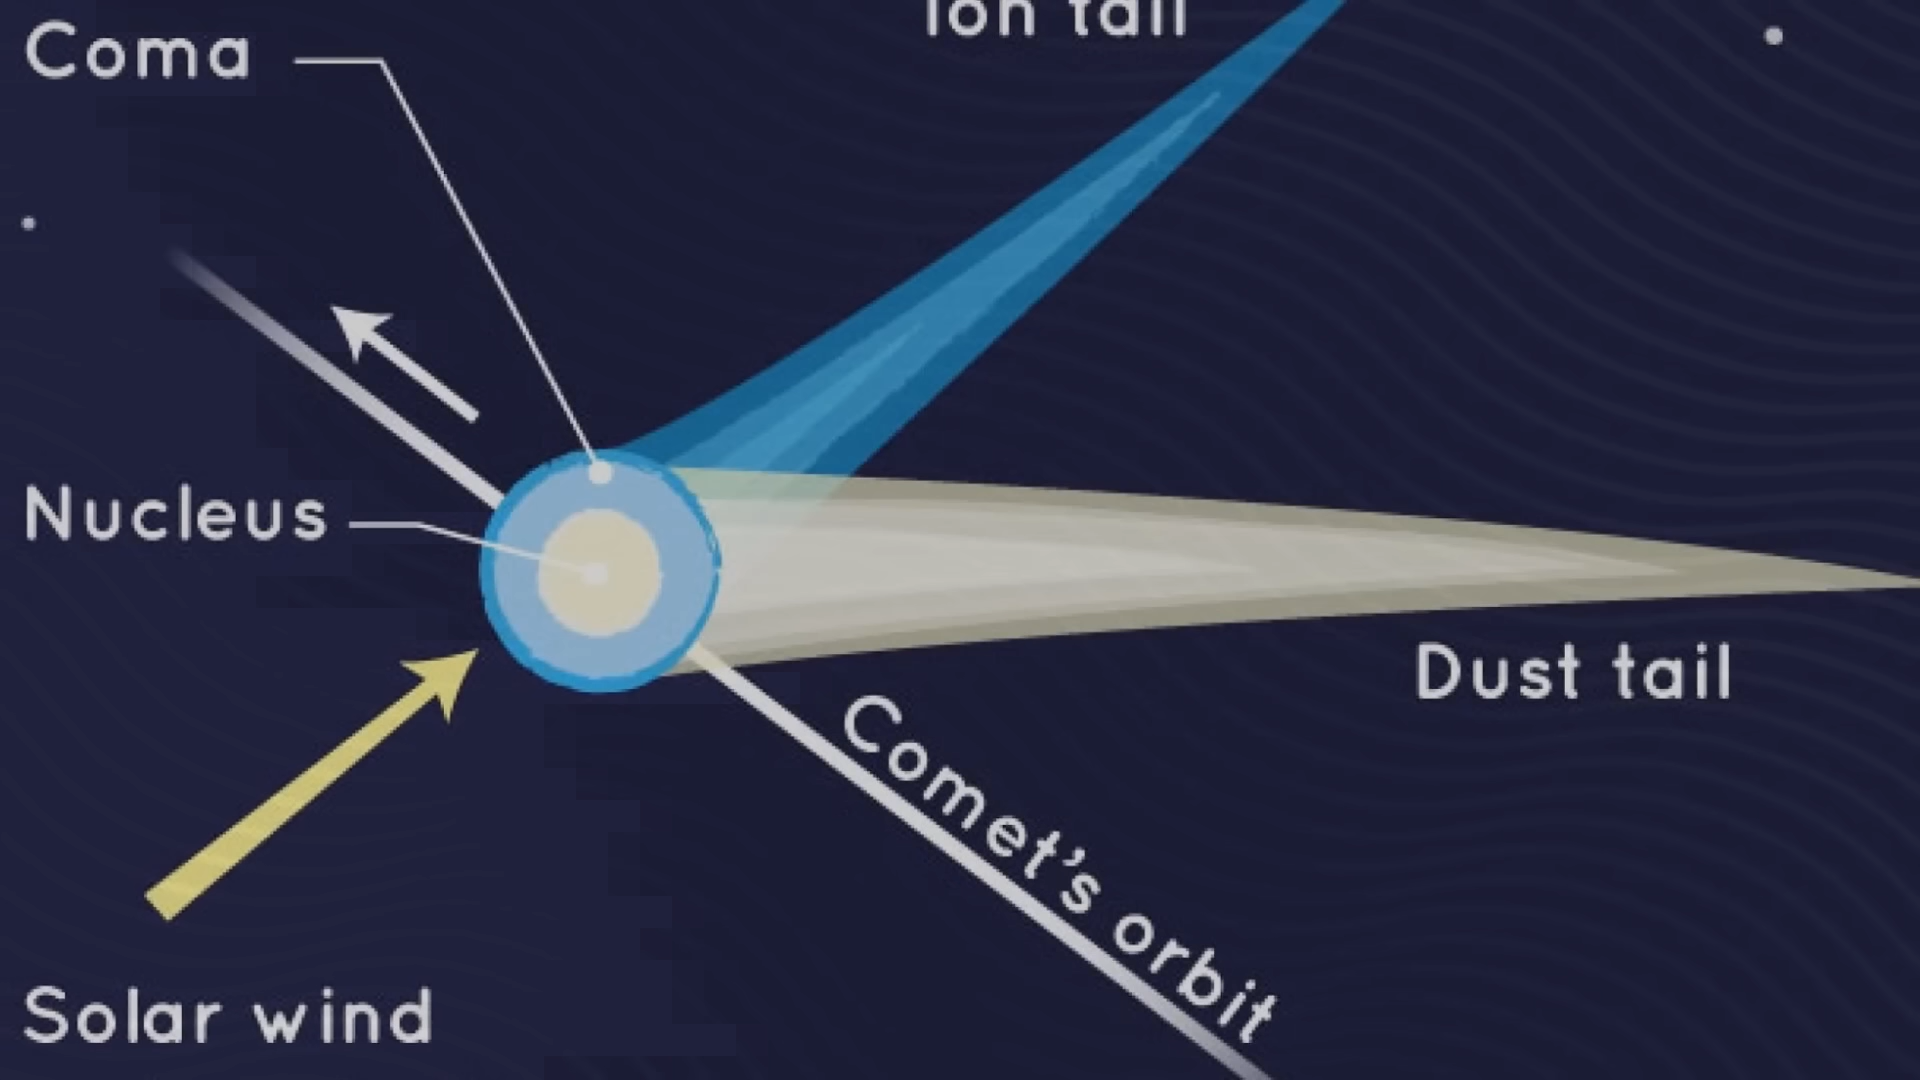 Coma
Ion tail
Nucleus
Dust tail
Comet's orbit
Solar wind